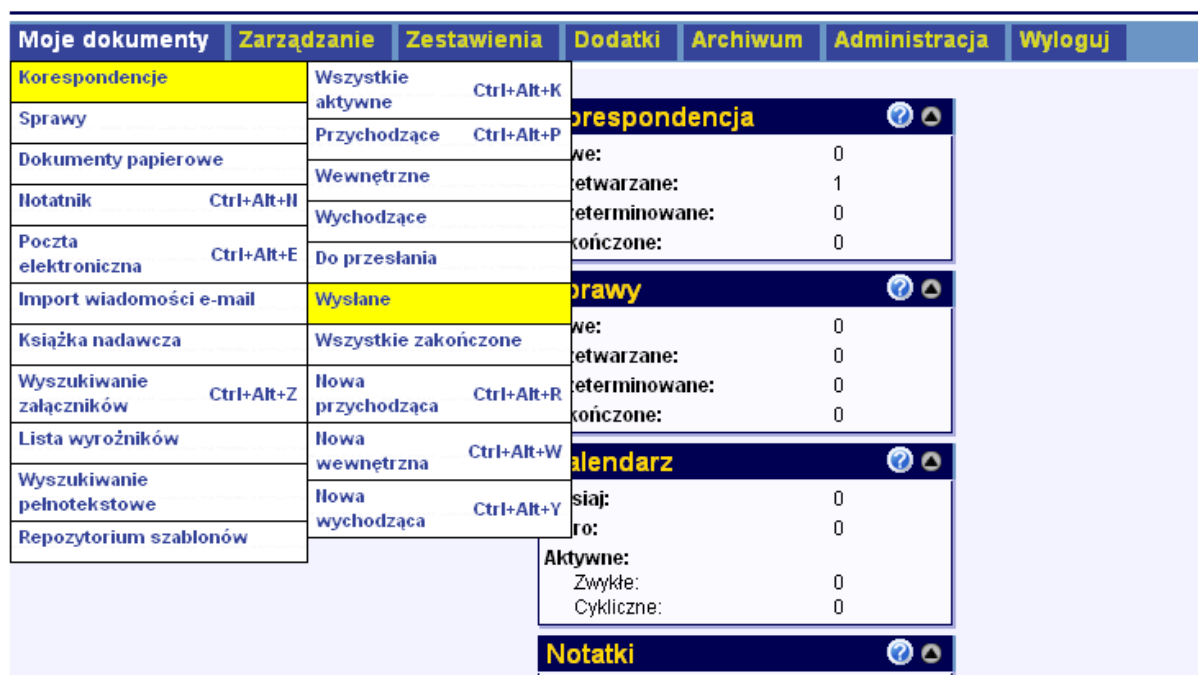 Moje dokumenty Zarządzanie Zestawienia Dodatki Archiwum Administracja Wyloguj
Korespondencje
Sprawy
Dokumenty papierowe
Notatnik Ctrl+Alt+N
Poczta
elektroniczna Ctrl+Alt+E
Import wiadomości e-mail
Książka nadawcza
Wyszukiwanie
załączników Ctrl+Alt+Z
Lista wyrożników
Wyszukiwanie
pełnotekstowe
Repozytorium szablonów
Wszystkie
aktywne Ctrl+Alt+K
Przychodzące Ctrl+Alt+P
Wewnętrzne
Wychodzące
Do przesłania
Wysłane
Wszystkie zakończone
Nowa
przychodząca Ctrl+Alt+R
Nowa
wewnętrzna Ctrl+Alt+W
Nowa
wychodząca Ctrl+Alt+Y
orespondencja
we: 0
etwarzane: 1
eterminowane: 0
kończone: 0
prawy
we: 0
etwarzane: 0
eterminowane: 0
kończone: 0
alendarz
siaj: 0
ro: 0
Aktywne:
Zwykłe: 0
Cykliczne: 0
Notatki